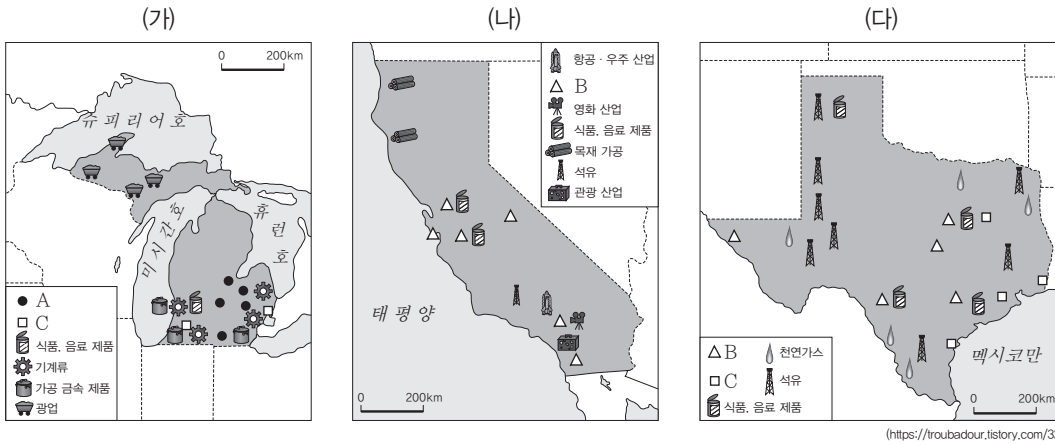 (가)
(나)
(다)
0 200km
슈피리어호
미시간호
휴런호
A
C
식품, 음료 제품
기계류
가공 금속 제품
광업
항공·우주 산업
B
영화 산업
식품, 음료 제품
목재 가공
석유
관광 산업
태평양
0 200km
멕시코만
B 천연가스
C 석유
식품, 음료 제품
0 200km